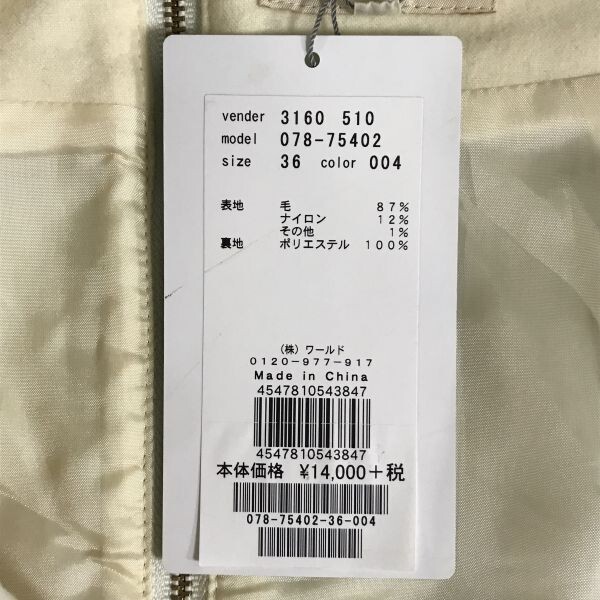 vender 3160 510
model 078-75402
size 36 color 004
表地 毛 87%
ナイロン 12%
その他 1%
裏地 ポリエステル 100%
(株) ワールド
0120-977-917
Made in China
4547810543847
4547810543847
本体価格 ¥14,000+税
078-75402-36-004